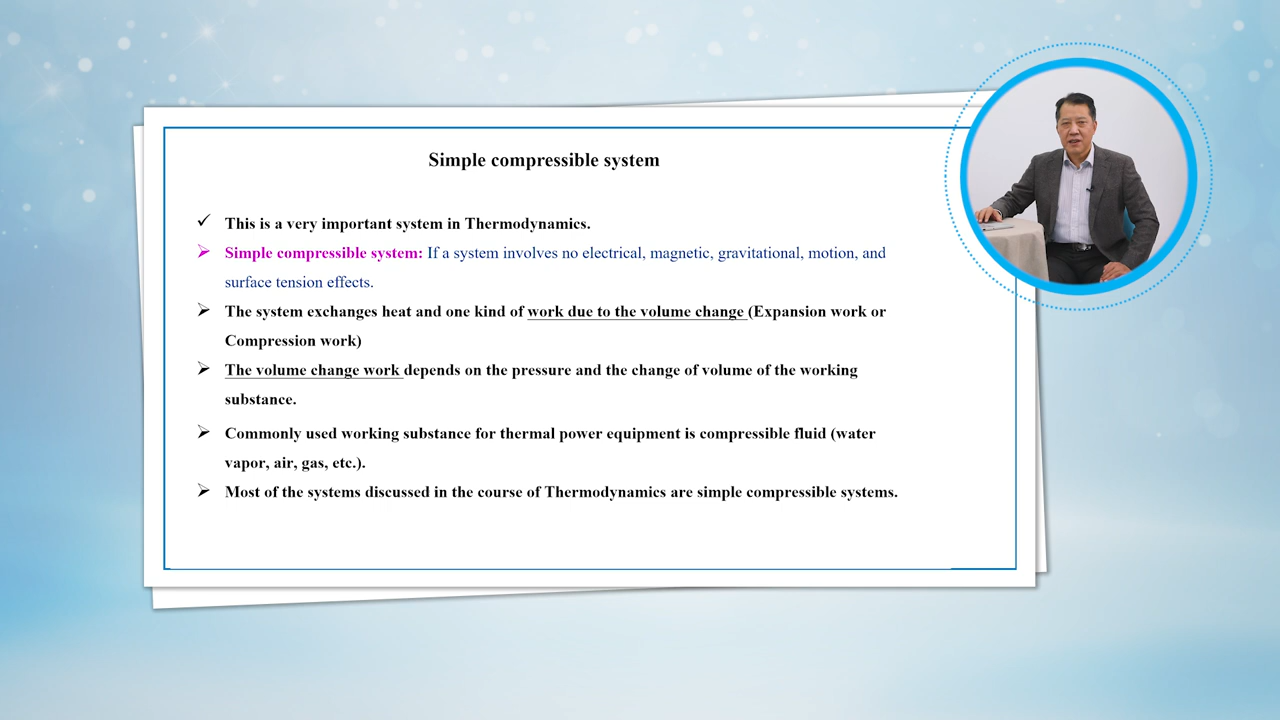 Simple compressible system
✓ This is a very important system in Thermodynamics.
➢ Simple compressible system: If a system involves no electrical, magnetic, gravitational, motion, and
surface tension effects.
➢ The system exchanges heat and one kind of work due to the volume change (Expansion work or
Compression work)
➢ The volume change work depends on the pressure and the change of volume of the working
substance.
➢ Commonly used working substance for thermal power equipment is compressible fluid (water
vapor, air, gas, etc.).
➢ Most of the systems discussed in the course of Thermodynamics are simple compressible systems.